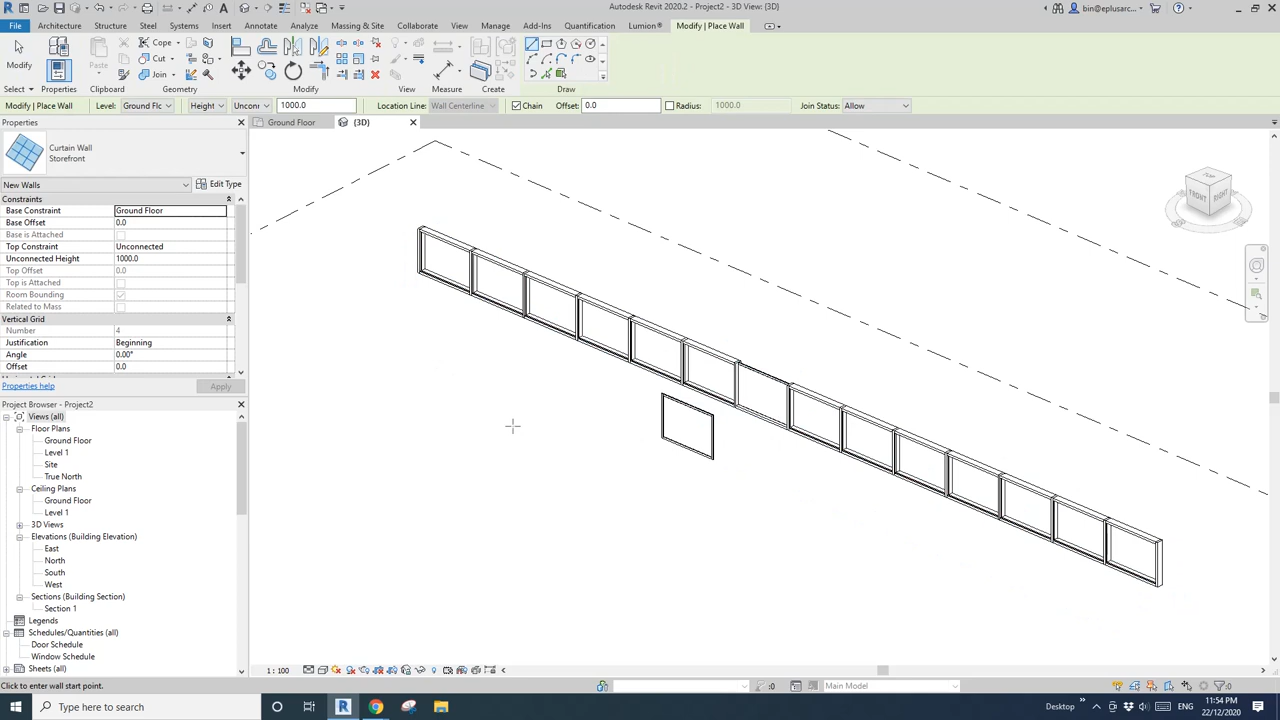 Autodesk Revit 2020.2 - Project2 - 3D View: {3D}
bin@eplusarc...
File Architecture Structure Steel Systems Insert Annotate Analyze Massing & Site Collaborate View Manage Add-Ins Quantification Lumion® Modify | Place Wall
Modify Paste Cope Cut Join
Select Properties Clipboard Geometry Modify View Measure Create Draw
Modify | Place Wall Level: Ground Flc Height Uncon 1000.0 Location Line: Wall Centerline Chain Offset: 0.0 Radius: 1000.0 Join Status: Allow
Properties
Ground Floor {3D}
Curtain Wall
Storefront
New Walls Edit Type
Constraints
Base Constraint Ground Floor
Base Offset 0.0
Base is Attached
Top Constraint Unconnected
Unconnected Height 1000.0
Top Offset 0.0
Top is Attached
Room Bounding
Related to Mass
Vertical Grid
Number 4
Justification Beginning
Angle 0.00°
Offset 0.0
Properties help Apply
Project Browser - Project2
Views (all)
Floor Plans
Ground Floor
Level 1
Site
True North
Ceiling Plans
Ground Floor
Level 1
3D Views
Elevations (Building Elevation)
East
North
South
West
Sections (Building Section)
Section 1
Legends
Schedules/Quantities (all)
Door Schedule
Window Schedule
Sheets (all)
TOP
FRONT
RIGHT
1 : 100
Click to enter wall start point.
:0 Main Model :0
Type here to search
Desktop ENG
11:54 PM
22/12/2020